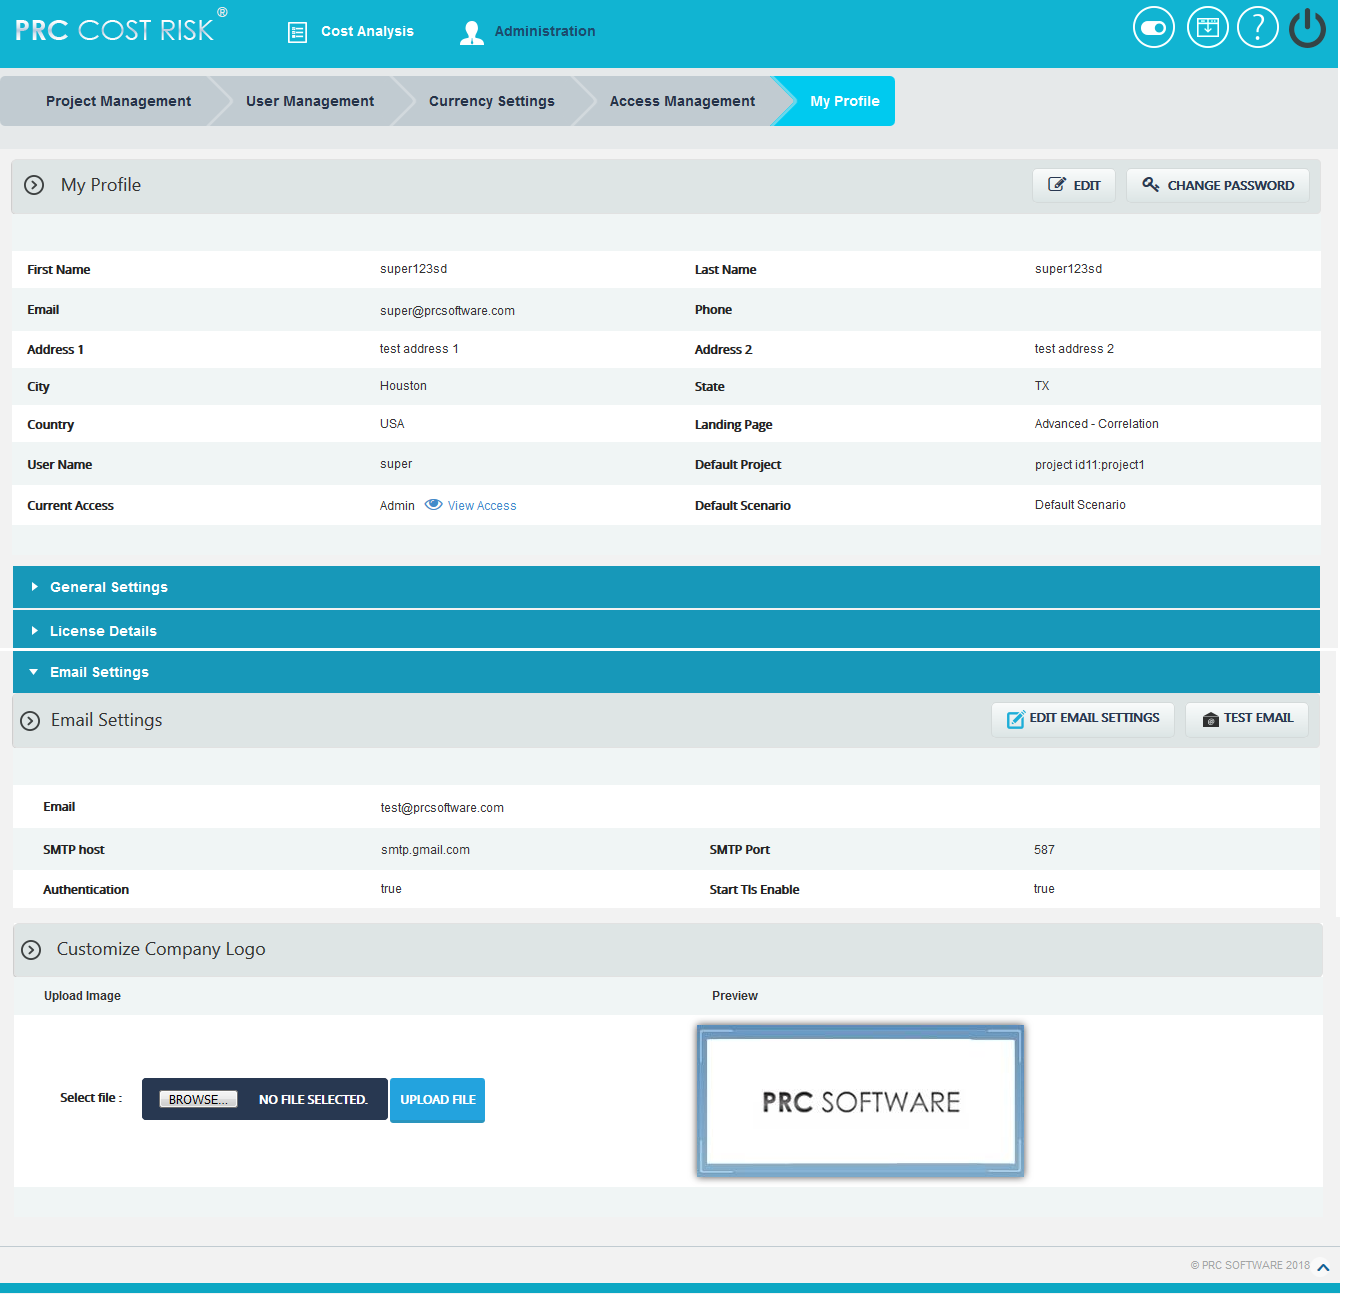 PRC COST RISK®
Cost Analysis
Administration
?
Project Management
User Management
Currency Settings
Access Management
My Profile
My Profile
EDIT
CHANGE PASSWORD
First Name super123sd Last Name super123sd
Email super@prcsoftware.com Phone
Address 1 test address 1 Address 2 test address 2
City Houston State TX
Country USA Landing Page Advanced - Correlation
User Name super Default Project project id11:project1
Current Access Admin View Access Default Scenario Default Scenario
General Settings
License Details
Email Settings
Email Settings
EDIT EMAIL SETTINGS
TEST EMAIL
Email test@prcsoftware.com
SMTP host smtp.gmail.com SMTP Port 587
Authentication true Start Tls Enable true
Customize Company Logo
Upload Image Preview
Select file : BROWSE... NO FILE SELECTED. UPLOAD FILE
PRC SOFTWARE
© PRC SOFTWARE 2018